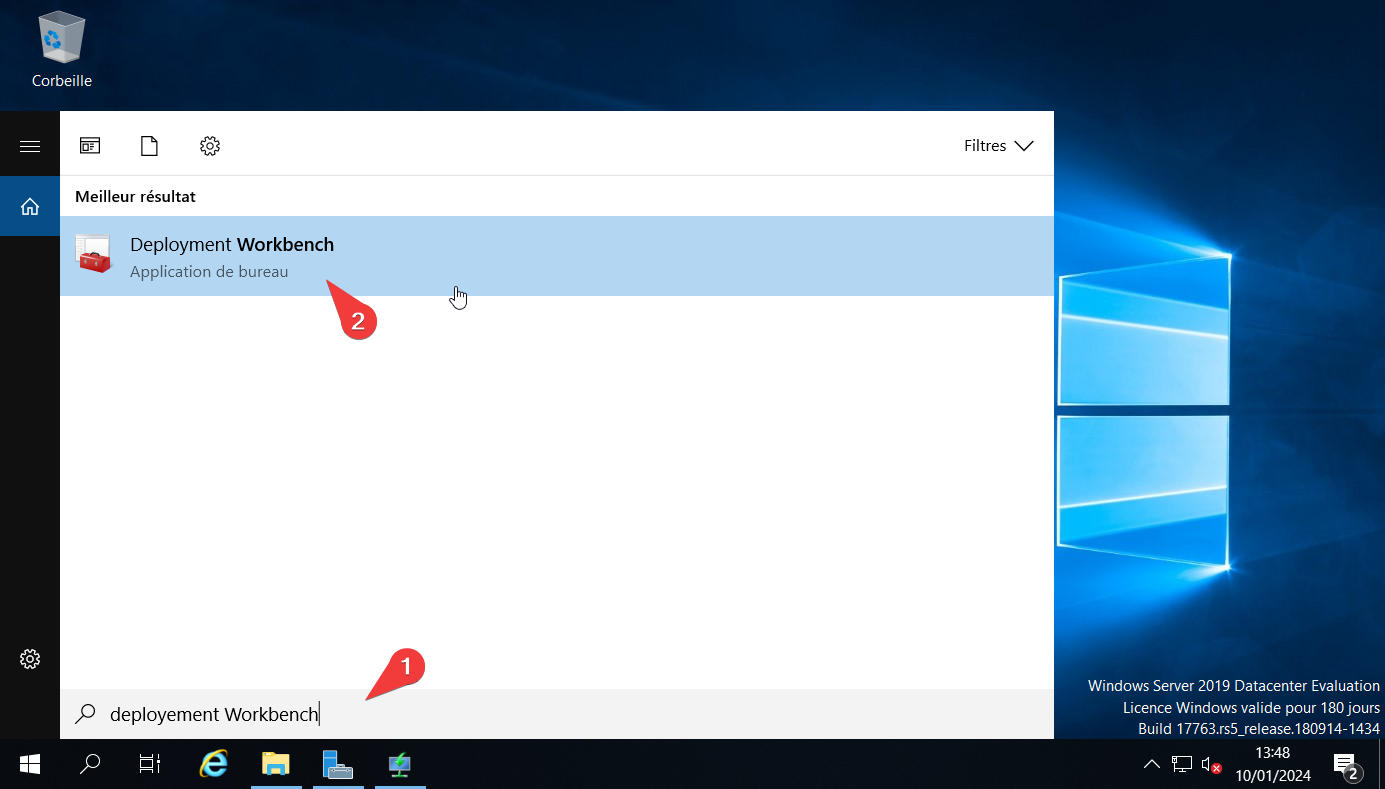 Corbeille
Filtres
Meilleur résultat
Deployment Workbench
Application de bureau
2
1
deployement Workbench
Windows Server 2019 Datacenter Evaluation
Licence Windows valide pour 180 jours
Build 17763.rs5_release.180914-1434
13:48
10/01/2024
2